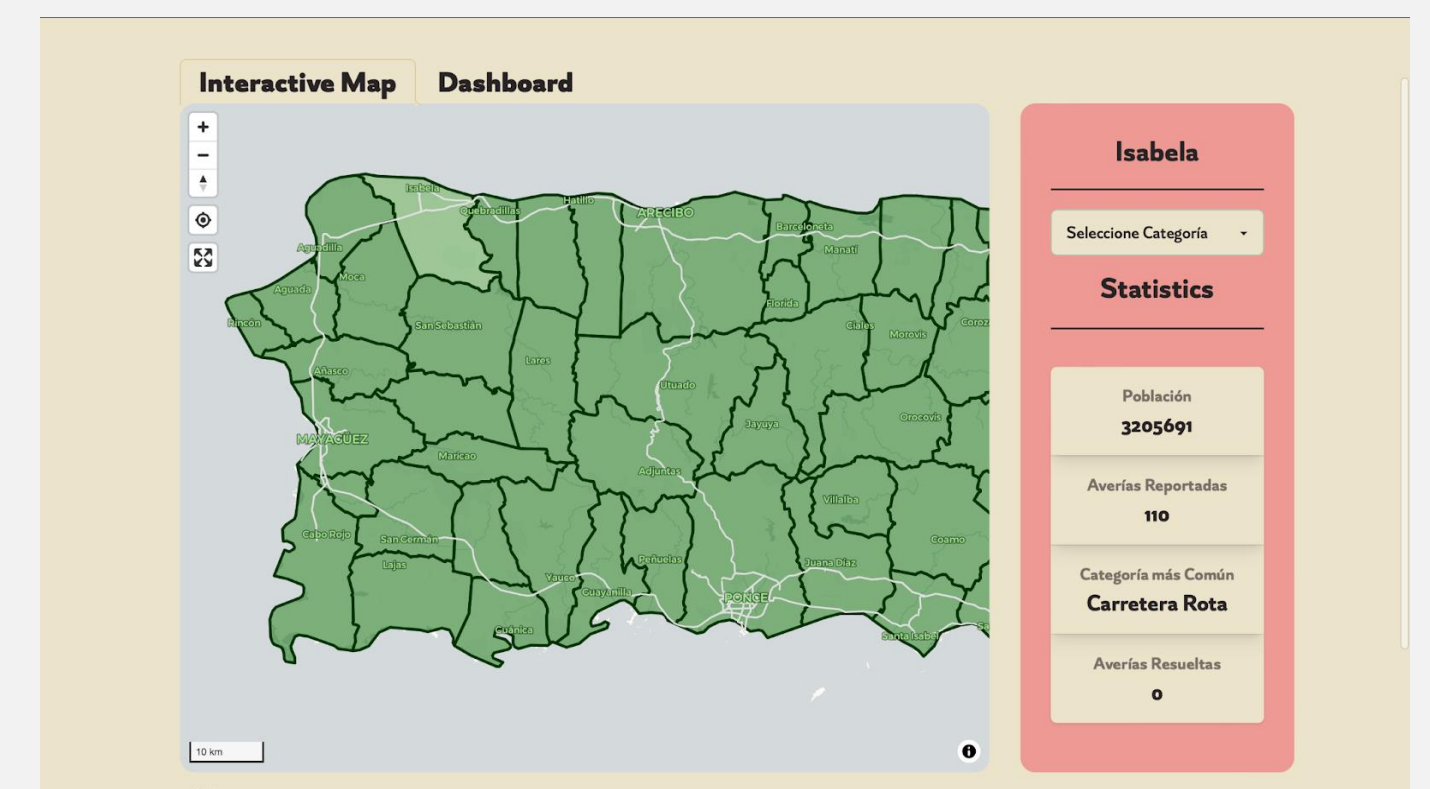 Interactive Map
Dashboard
Isabela
Seleccione Categoría
Statistics
Población
3205691
Averías Reportadas
110
Categoría más Común
Carretera Rota
Averías Resueltas
0
Isabela
Quebradillas
Hatillo
ARECIBO
Barceloneta
Manatí
Aguadilla
Moca
Aguada
Florida
Rincón
San Sebastián
Ciales
Morovis
Coroz
Lares
Añasco
Utuado
Jayuya
Orocovis
MAYAGÜEZ
Maricao
Adjuntas
Villalba
Cabo Rojo
San Germán
Coamo
Lajas
Peñuelas
Juana Díaz
Yauco
Guayanilla
PONCE
Guánica
Santa Isabel
Sa
10 km